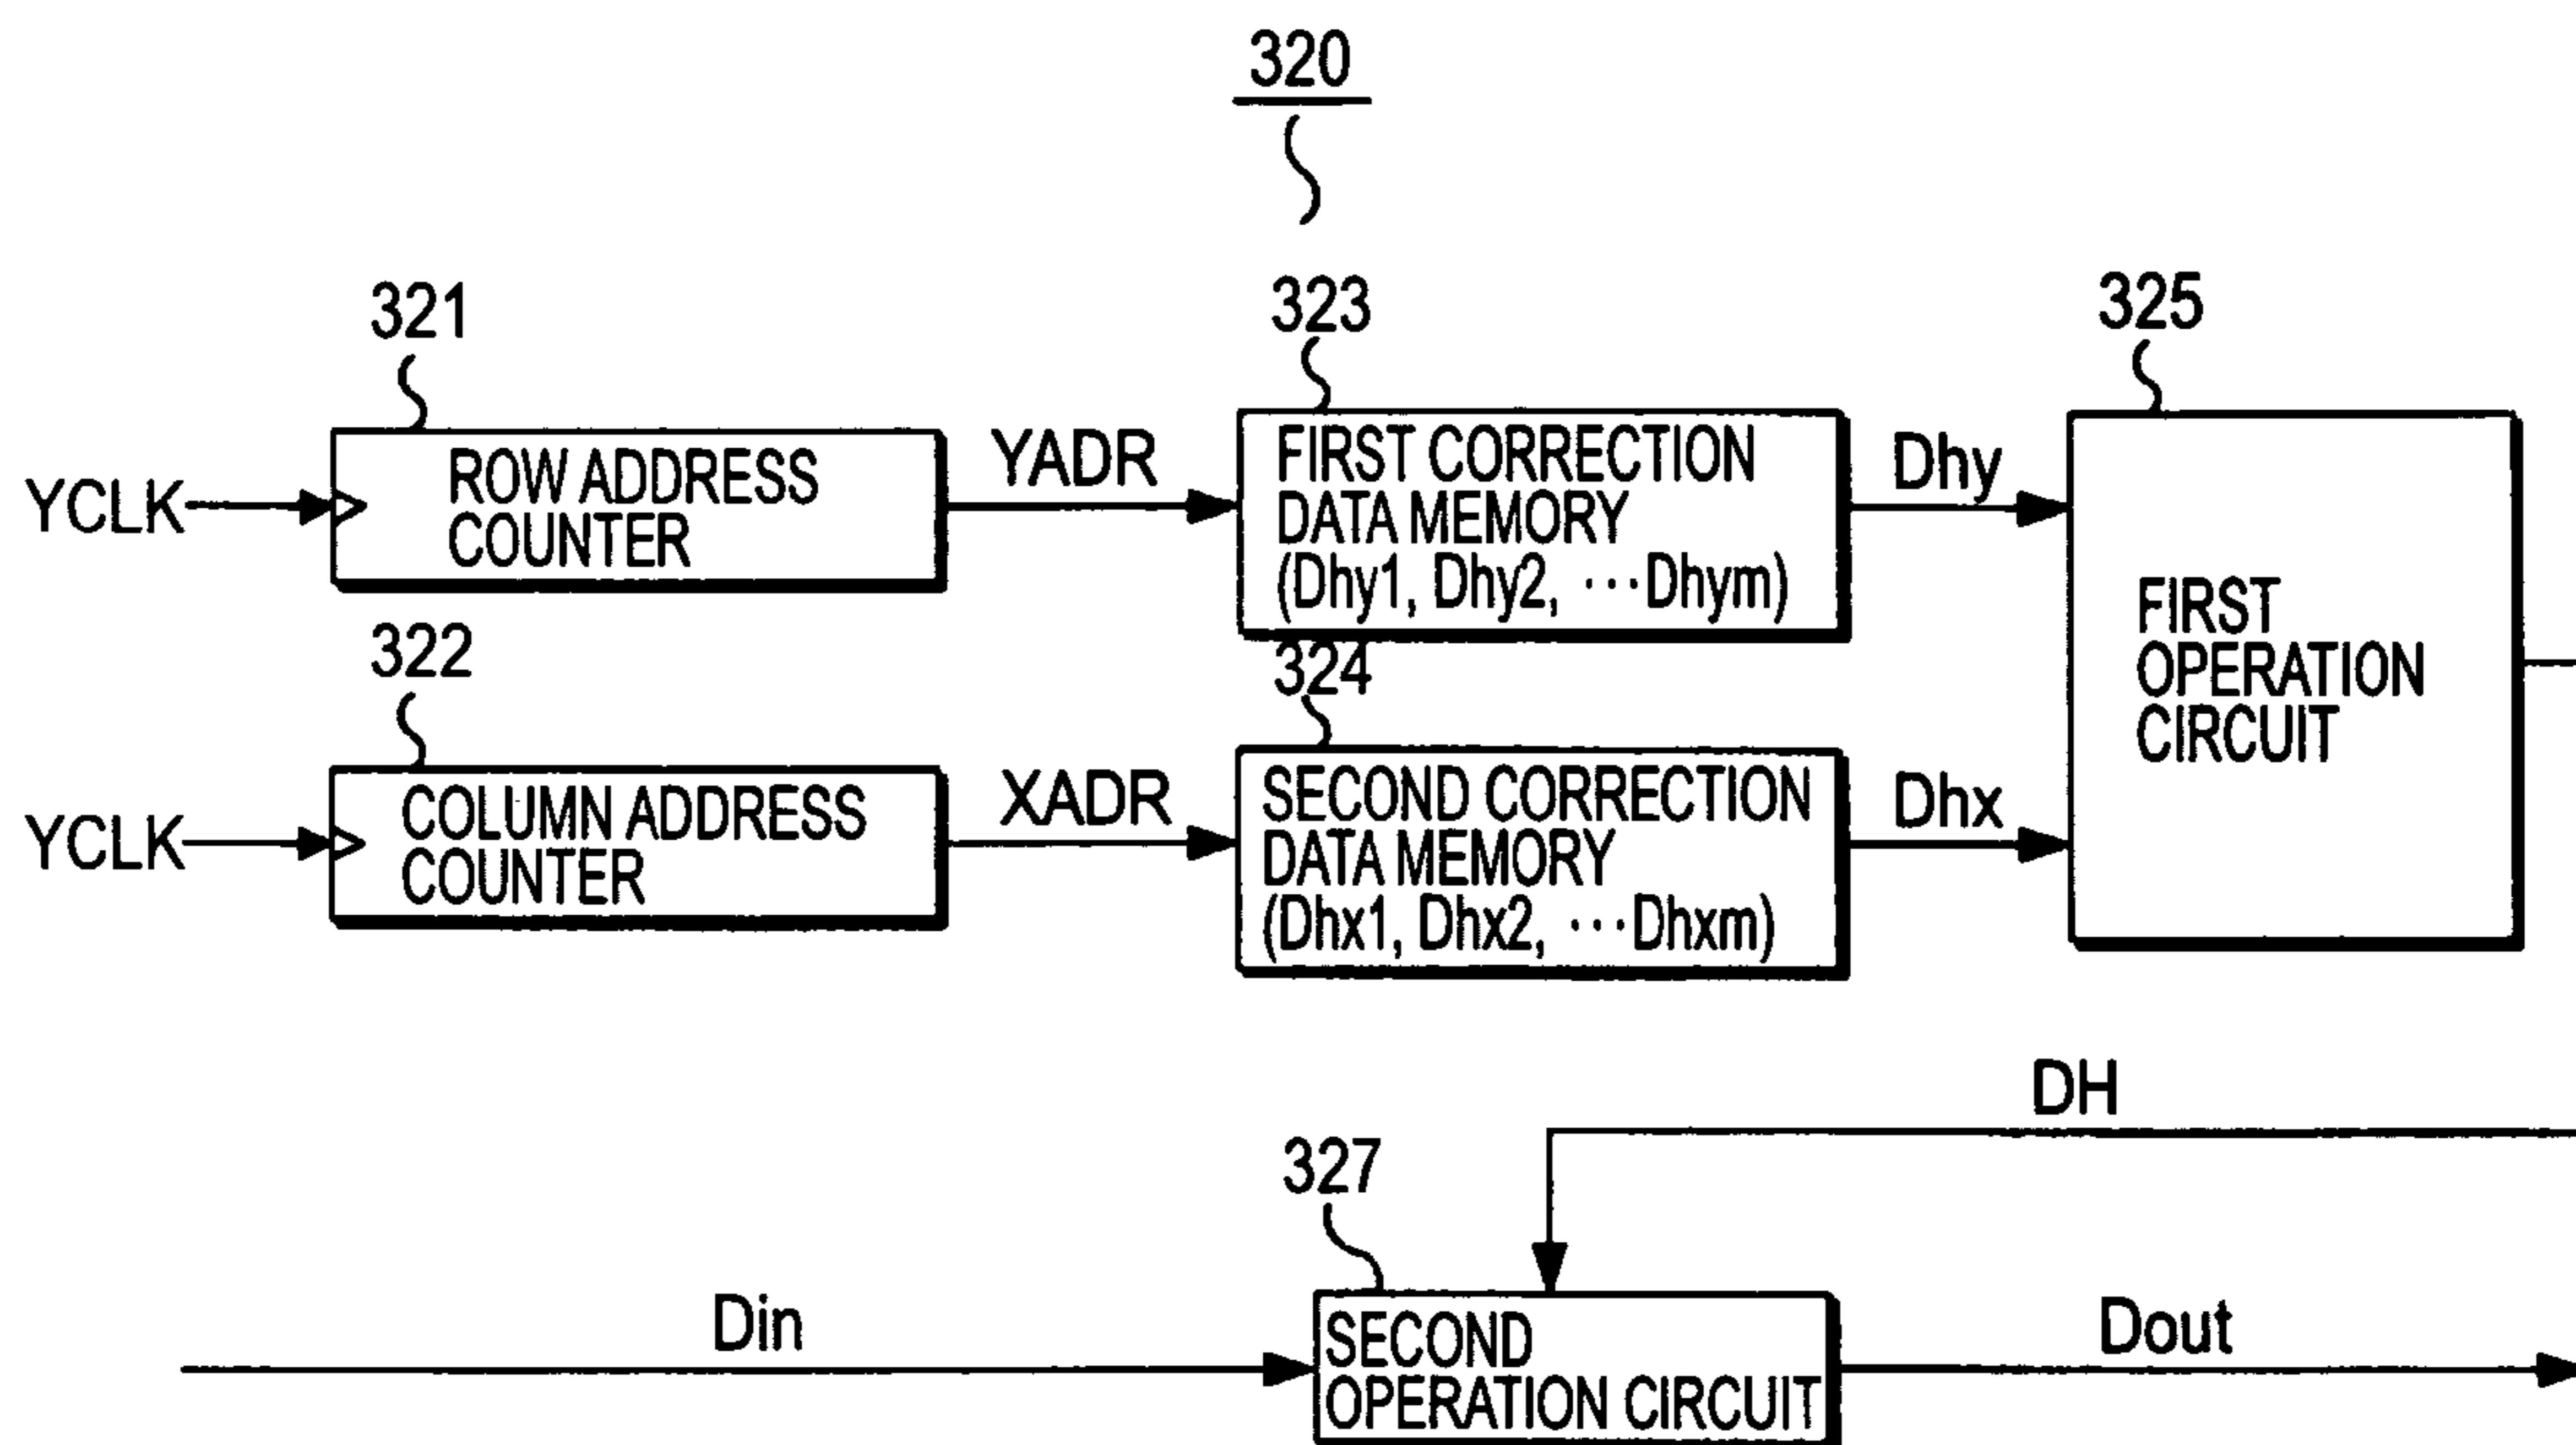 320
321
323
325
YCLK
ROW ADDRESS
COUNTER
YADR
FIRST CORRECTION
DATA MEMORY
(Dhy1, Dhy2, ···Dhym)
Dhy
FIRST
OPERATION
CIRCUIT
322
324
YCLK
COLUMN ADDRESS
COUNTER
XADR
SECOND CORRECTION
DATA MEMORY
(Dhx1, Dhx2, ···Dhxm)
Dhx
DH
327
Din
SECOND
OPERATION CIRCUIT
Dout